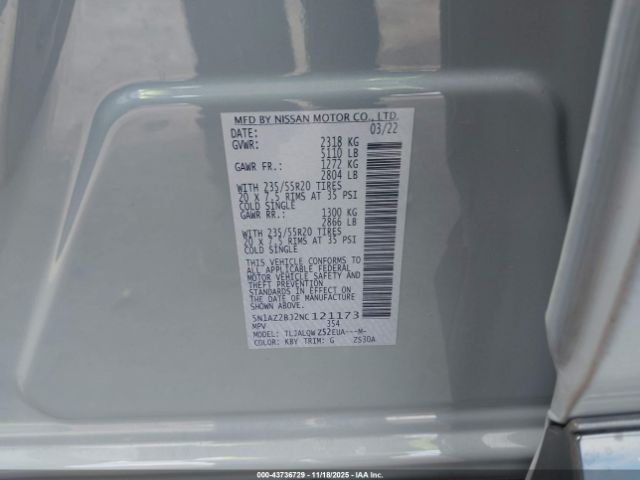 MFD BY NISSAN MOTOR CO., LTD.
DATE: 03/22
GVWR: 2318 KG
5110 LB
GAWR FR.: 1272 KG
2804 LB
WITH 235/55R20 TIRES
20 X 7.5 RIMS AT 35 PSI
COLD SINGLE
GAWR RR.: 1300 KG
2866 LB
WITH 235/55R20 TIRES
20 X 7.5 RIMS AT 35 PSI
COLD SINGLE
THIS VEHICLE CONFORMS TO
ALL APPLICABLE FEDERAL
MOTOR VEHICLE SAFETY AND
THEFT PREVENTION
STANDARDS IN EFFECT ON
THE DATE OF MANUFACTURE
SHOWN ABOVE.
5N1AZ2BJ2NC121173
MPV 354
MODEL: TLJALQWZ52EUA---M-
COLOR: KBY TRIM: G ZS30A
000-43736729 - 11/18/2025 - IAA Inc.